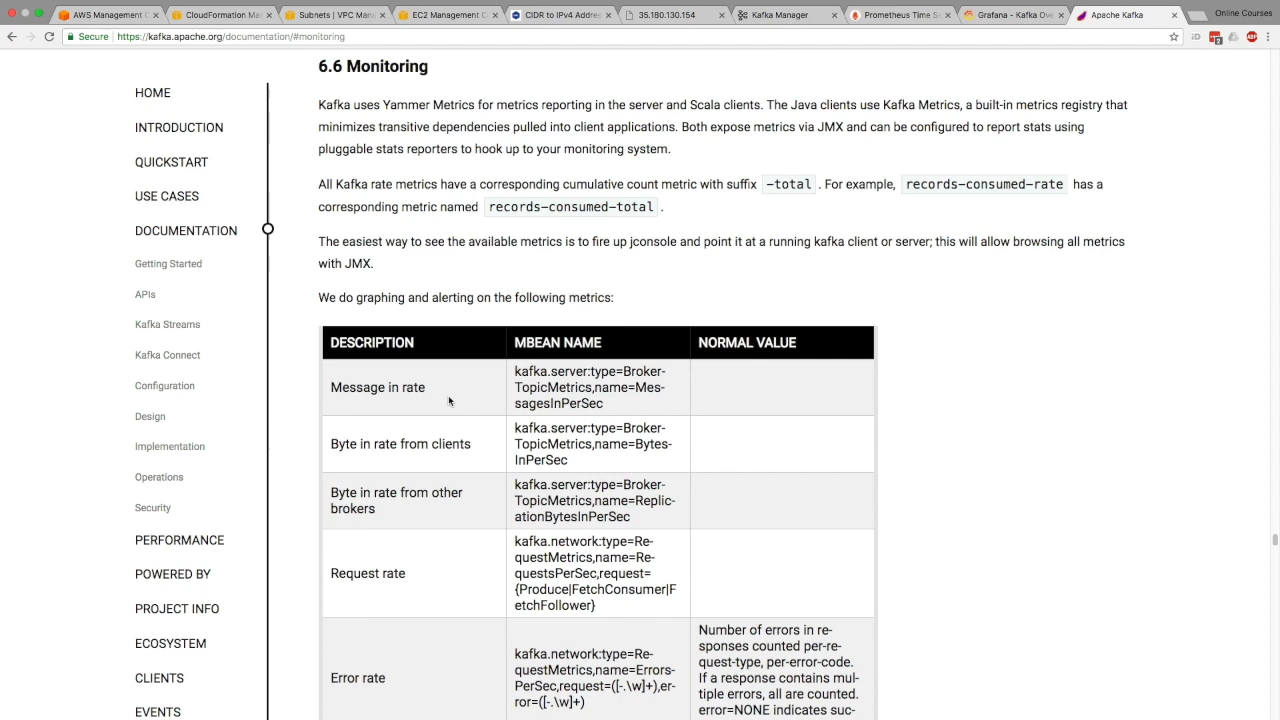 AWS Management C
CloudFormation Ma
Subnets | VPC Man
EC2 Management C
CIDR to IPv4 Addre
35.180.130.154
Kafka Manager
Prometheus Time S
Grafana - Kafka Ove
Apache Kafka
Online Courses
Secure
https://kafka.apache.org/documentation/#monitoring
HOME
INTRODUCTION
QUICKSTART
USE CASES
DOCUMENTATION
Getting Started
APIs
Kafka Streams
Kafka Connect
Configuration
Design
Implementation
Operations
Security
PERFORMANCE
POWERED BY
PROJECT INFO
ECOSYSTEM
CLIENTS
EVENTS
6.6 Monitoring
Kafka uses Yammer Metrics for metrics reporting in the server and Scala clients. The Java clients use Kafka Metrics, a built-in metrics registry that
minimizes transitive dependencies pulled into client applications. Both expose metrics via JMX and can be configured to report stats using
pluggable stats reporters to hook up to your monitoring system.
All Kafka rate metrics have a corresponding cumulative count metric with suffix -total . For example, records-consumed-rate has a
corresponding metric named records-consumed-total .
The easiest way to see the available metrics is to fire up jconsole and point it at a running kafka client or server; this will allow browsing all metrics
with JMX.
We do graphing and alerting on the following metrics:
DESCRIPTION
MBEAN NAME
NORMAL VALUE
Message in rate
kafka.server:type=Broker-
TopicMetrics,name=Mes-
sagesInPerSec
Byte in rate from clients
kafka.server:type=Broker-
TopicMetrics,name=Bytes-
InPerSec
Byte in rate from other
brokers
kafka.server:type=Broker-
TopicMetrics,name=Replic-
ationBytesInPerSec
Request rate
kafka.network:type=Re-
questMetrics,name=Re-
questsPerSec,request=
{Produce|FetchConsumer|F
etchFollower}
Error rate
kafka.network:type=Re-
questMetrics,name=Errors-
PerSec,request=([-.\w]+),er-
ror=([-.\w]+)
Number of errors in re-
sponses counted per-re-
quest-type, per-error-code.
If a response contains mul-
tiple errors, all are counted.
error=NONE indicates suc-